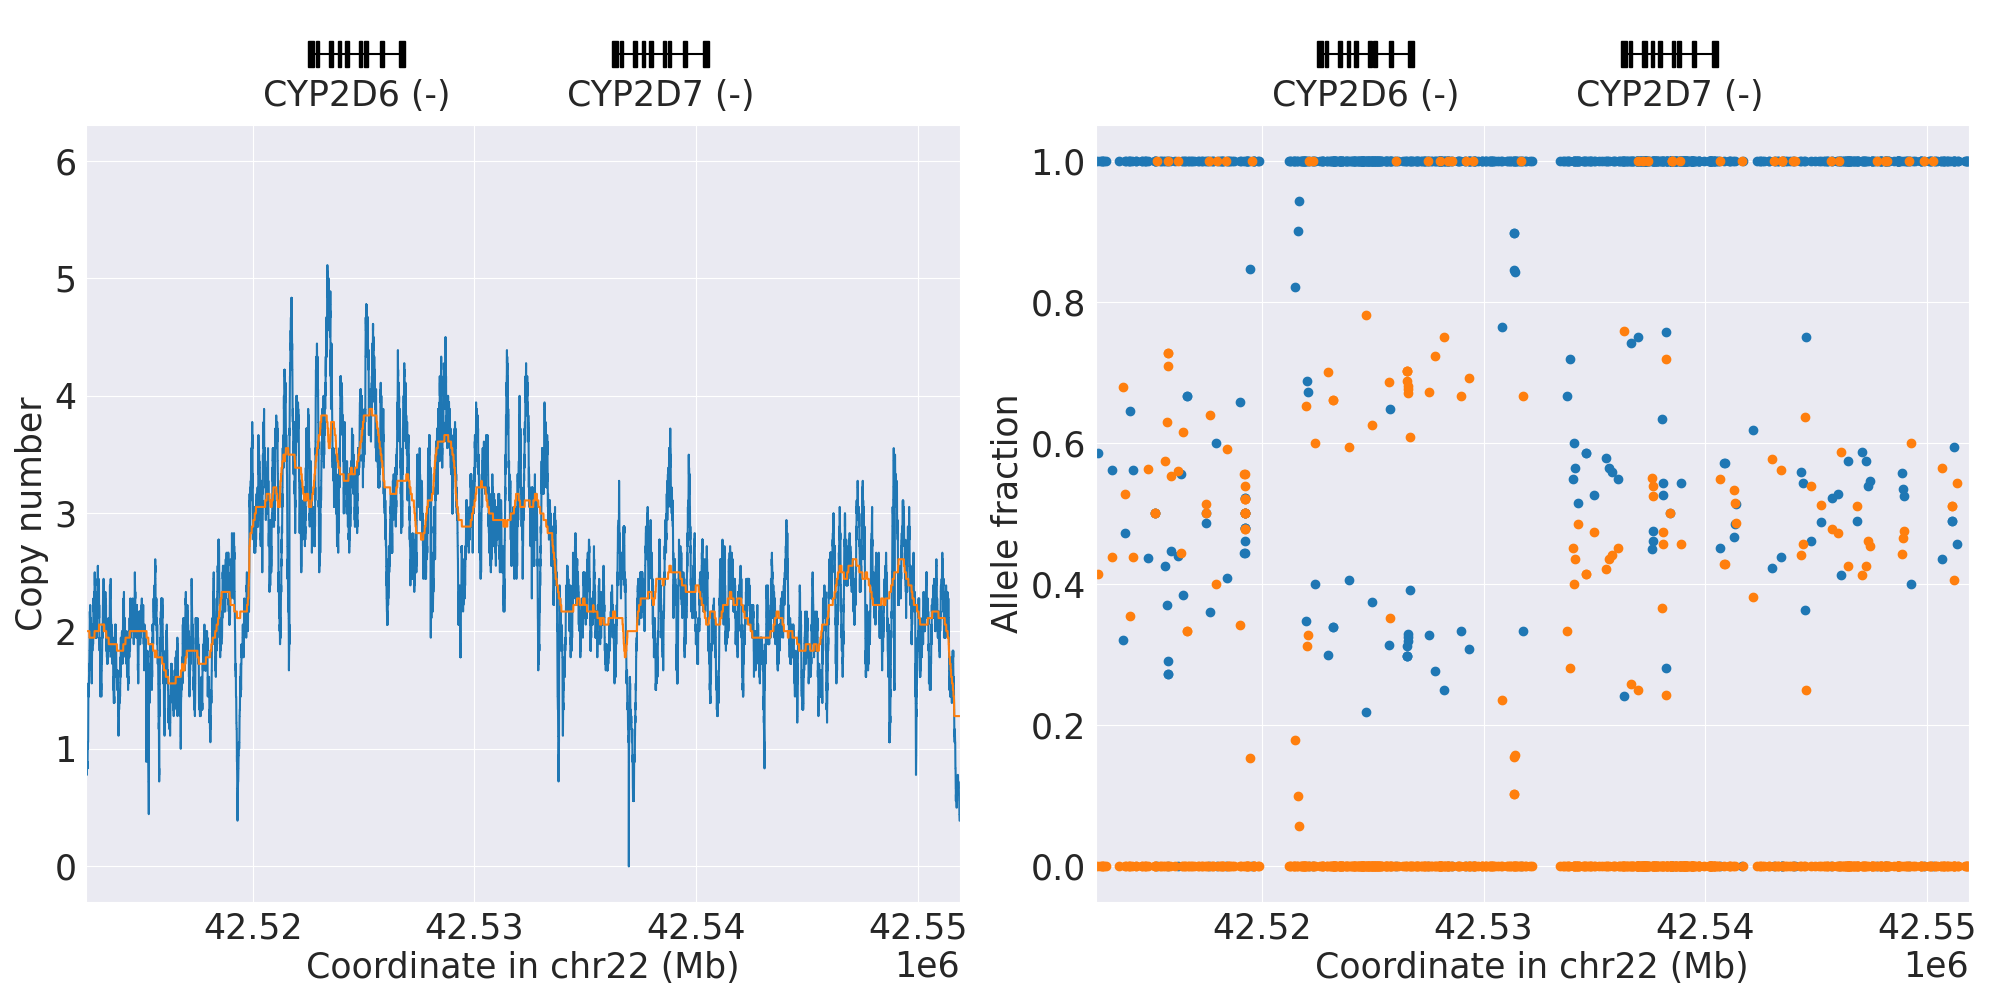 CYP2D6 (-) CYP2D7 (-)
6
5
4
3
2
1
0
Copy number
42.52 42.53 42.54 42.55
Coordinate in chr22 (Mb) 1e6
CYP2D6 (-) CYP2D7 (-)
1.0
0.8
0.6
0.4
0.2
0.0
Allele fraction
42.52 42.53 42.54 42.55
Coordinate in chr22 (Mb) 1e6